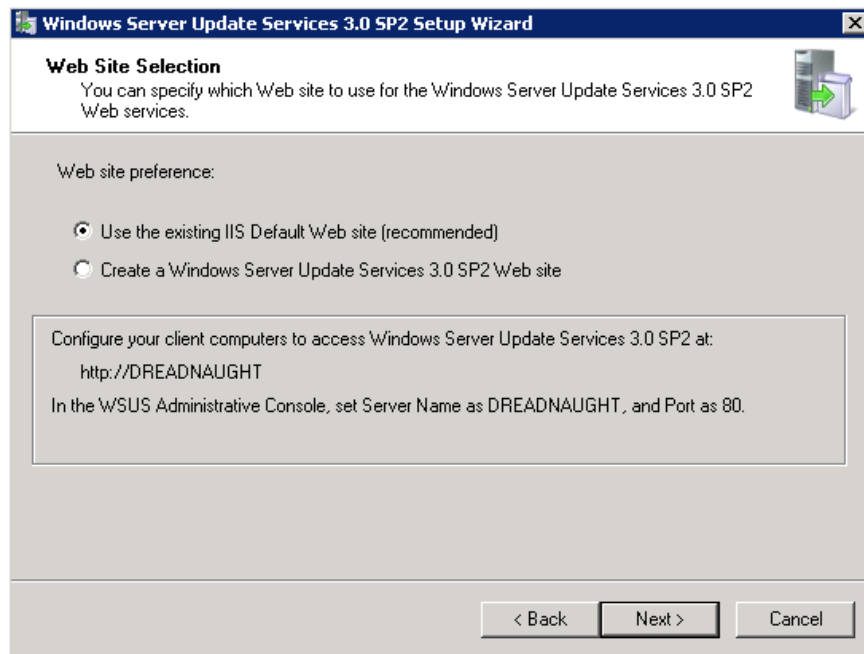 Windows Server Update Services 3.0 SP2 Setup Wizard
Web Site Selection
You can specify which Web site to use for the Windows Server Update Services 3.0 SP2
Web services.
Web site preference:
Use the existing IIS Default Web site (recommended)
Create a Windows Server Update Services 3.0 SP2 Web site
Configure your client computers to access Windows Server Update Services 3.0 SP2 at:
http://DREADNAUGHT
In the WSUS Administrative Console, set Server Name as DREADNAUGHT, and Port as 80.
< Back Next > Cancel